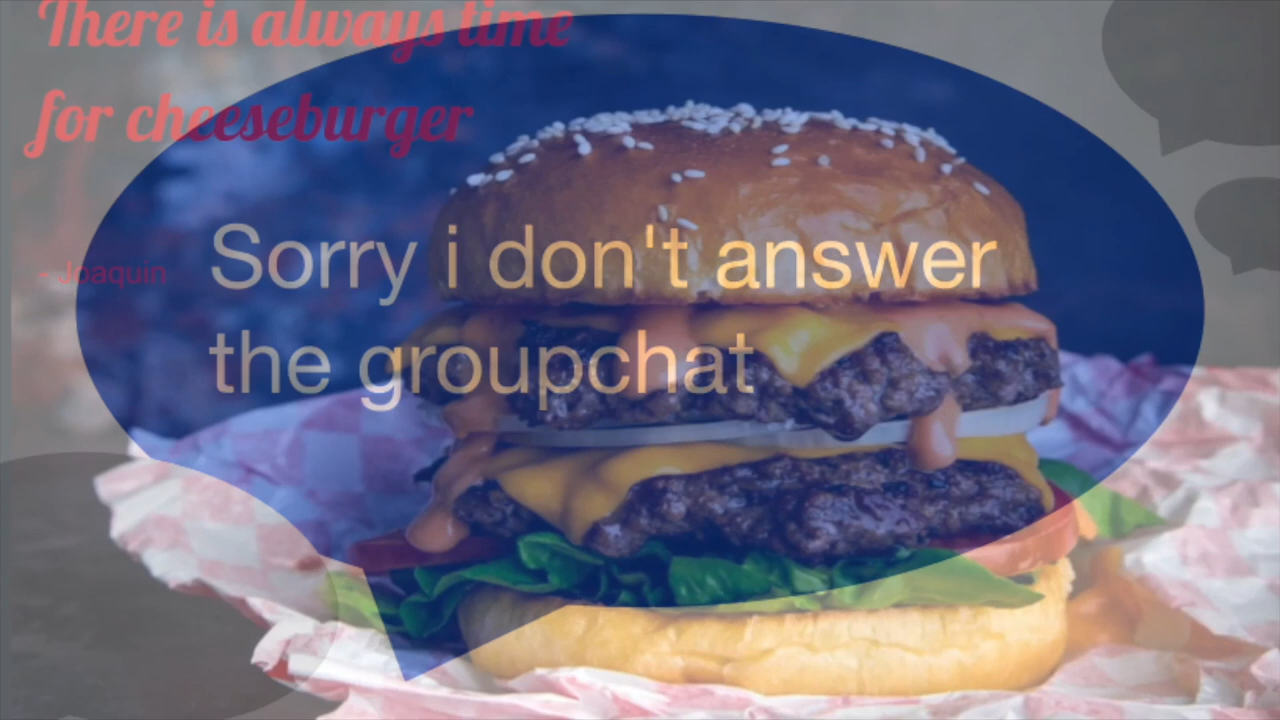 There is always time
for cheeseburger
- Joaquin
Sorry i don't answer
the groupchat